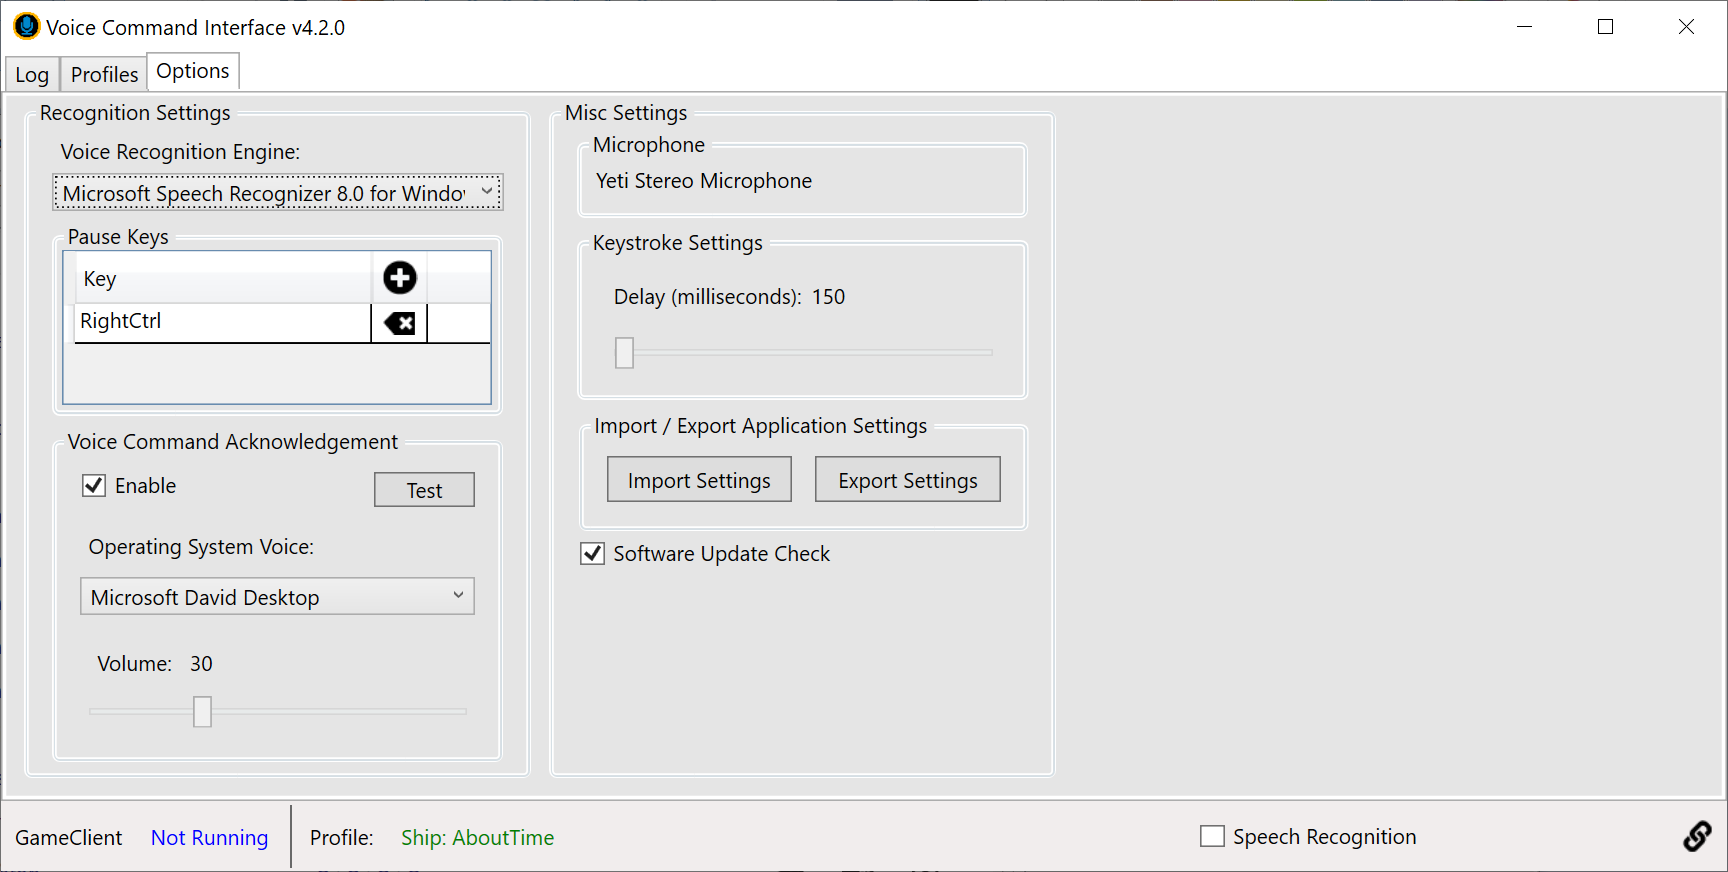 Voice Command Interface v4.2.0
Log Profiles Options
Recognition Settings
Voice Recognition Engine:
Microsoft Speech Recognizer 8.0 for
Pause Keys
Key
RightCtrl
Voice Command Acknowledgement
Enable Test
Operating System Voice:
Microsoft David Desktop
Volume: 30
Misc Settings
Microphone
Yeti Stereo Microphone
Keystroke Settings
Delay (milliseconds): 150
Import / Export Application Settings
Import Settings Export Settings
Software Update Check
GameClient Not Running Profile: Ship: AboutTime Speech Recognition